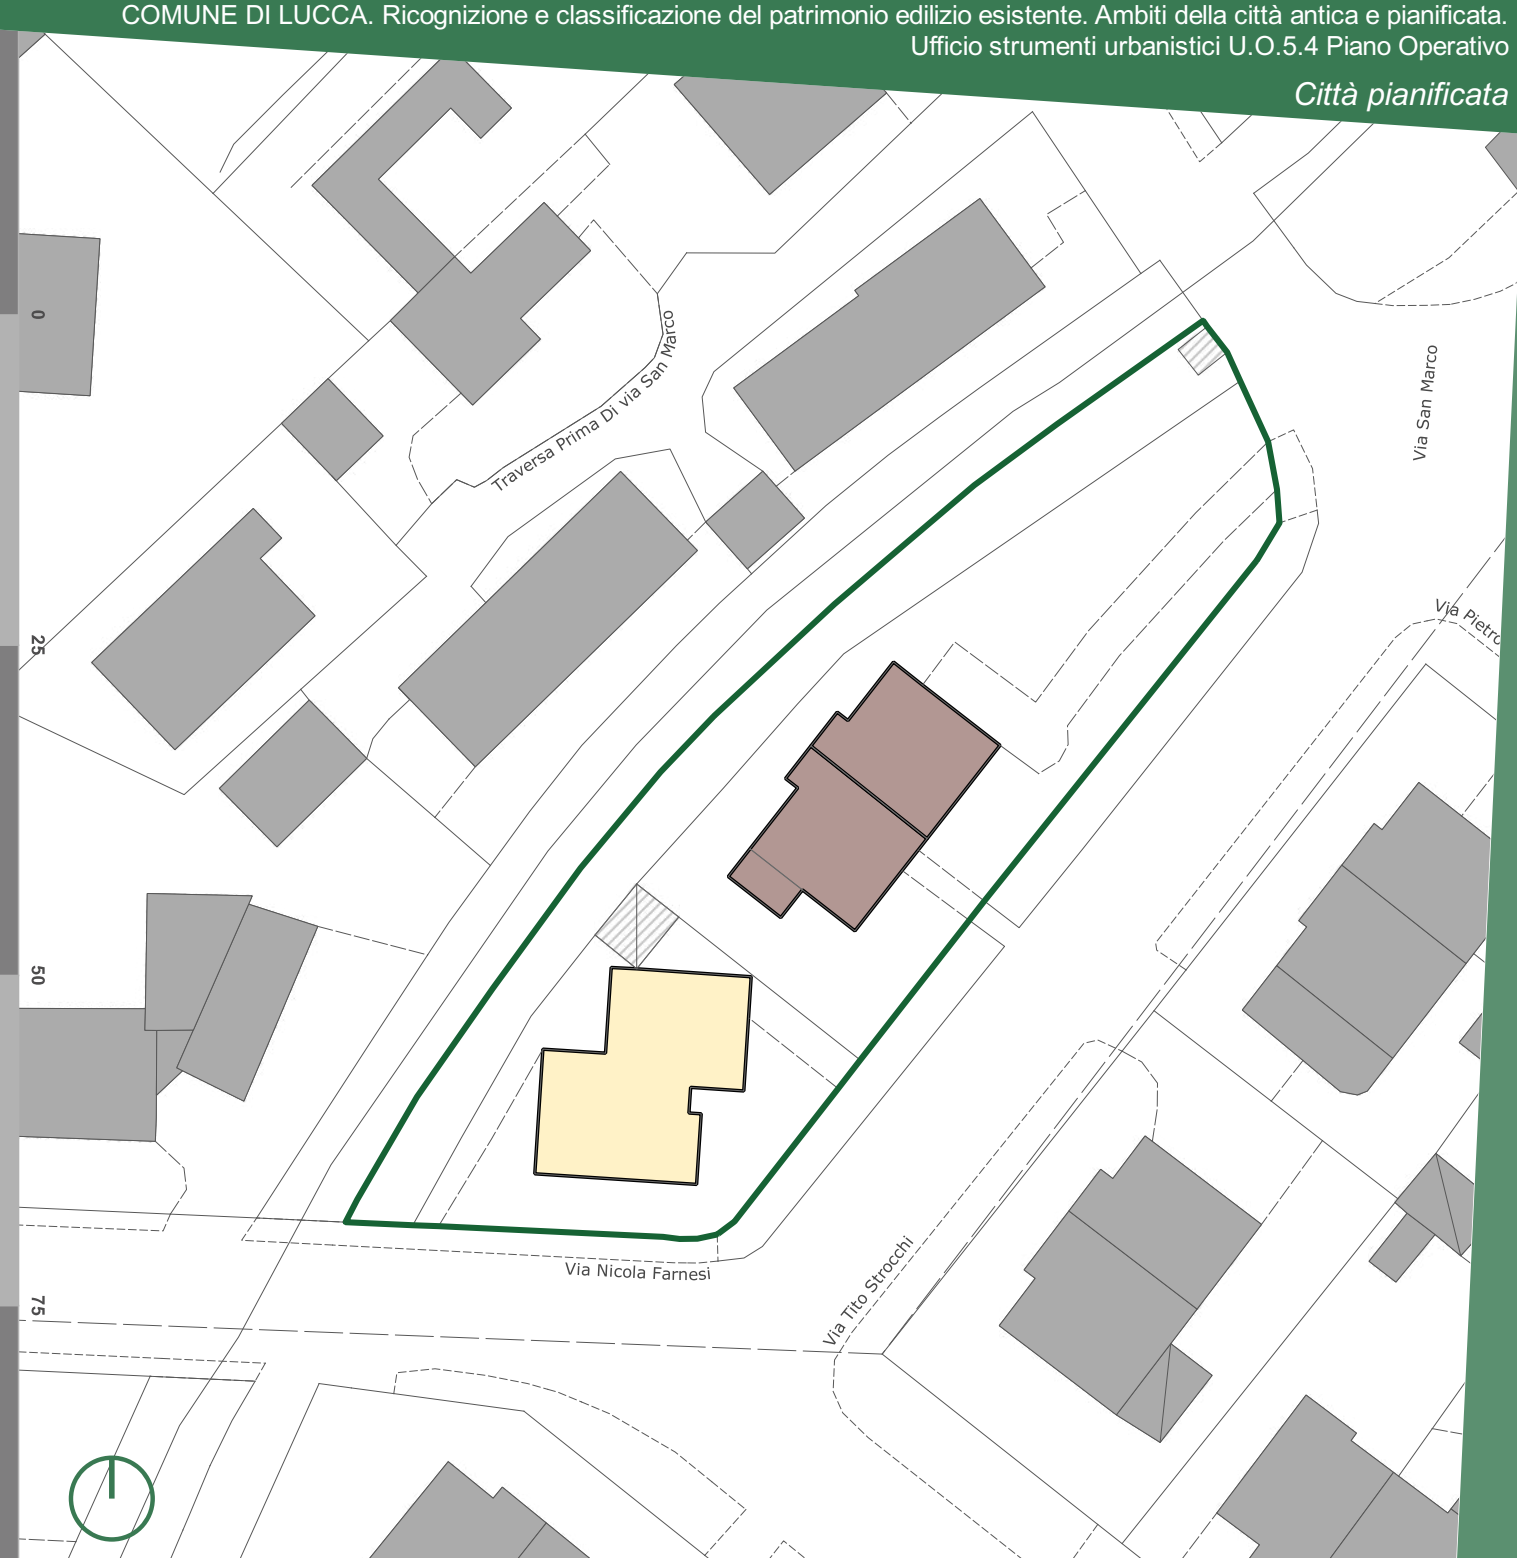 COMUNE DI LUCCA. Ricognizione e classificazione del patrimonio edilizio esistente. Ambiti della città antica e pianificata.
Ufficio strumenti urbanistici U.O.5.4 Piano Operativo
Città pianificata
0
Traversa Prima Di via San Marco
Via San Marco
25
Via Pietro
50
Via Nicola Farnesi
Via Tito Strocchi
75